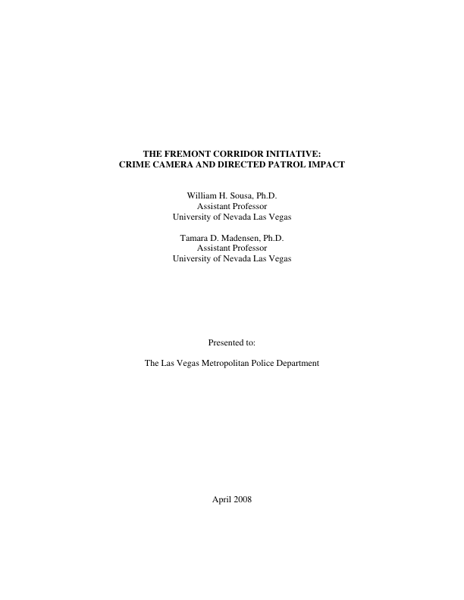 THE FREMONT CORRIDOR INITIATIVE:
CRIME CAMERA AND DIRECTED PATROL IMPACT
William H. Sousa, Ph.D.
Assistant Professor
University of Nevada Las Vegas
Tamara D. Madensen, Ph.D.
Assistant Professor
University of Nevada Las Vegas
Presented to:
The Las Vegas Metropolitan Police Department
April 2008